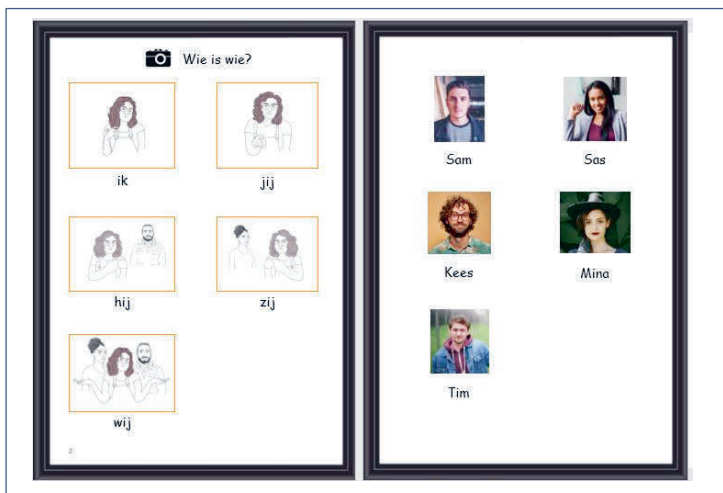 Wie is wie?
ik
jij
hij
zij
wij
2
Sam
Sas
Kees
Mina
Tim